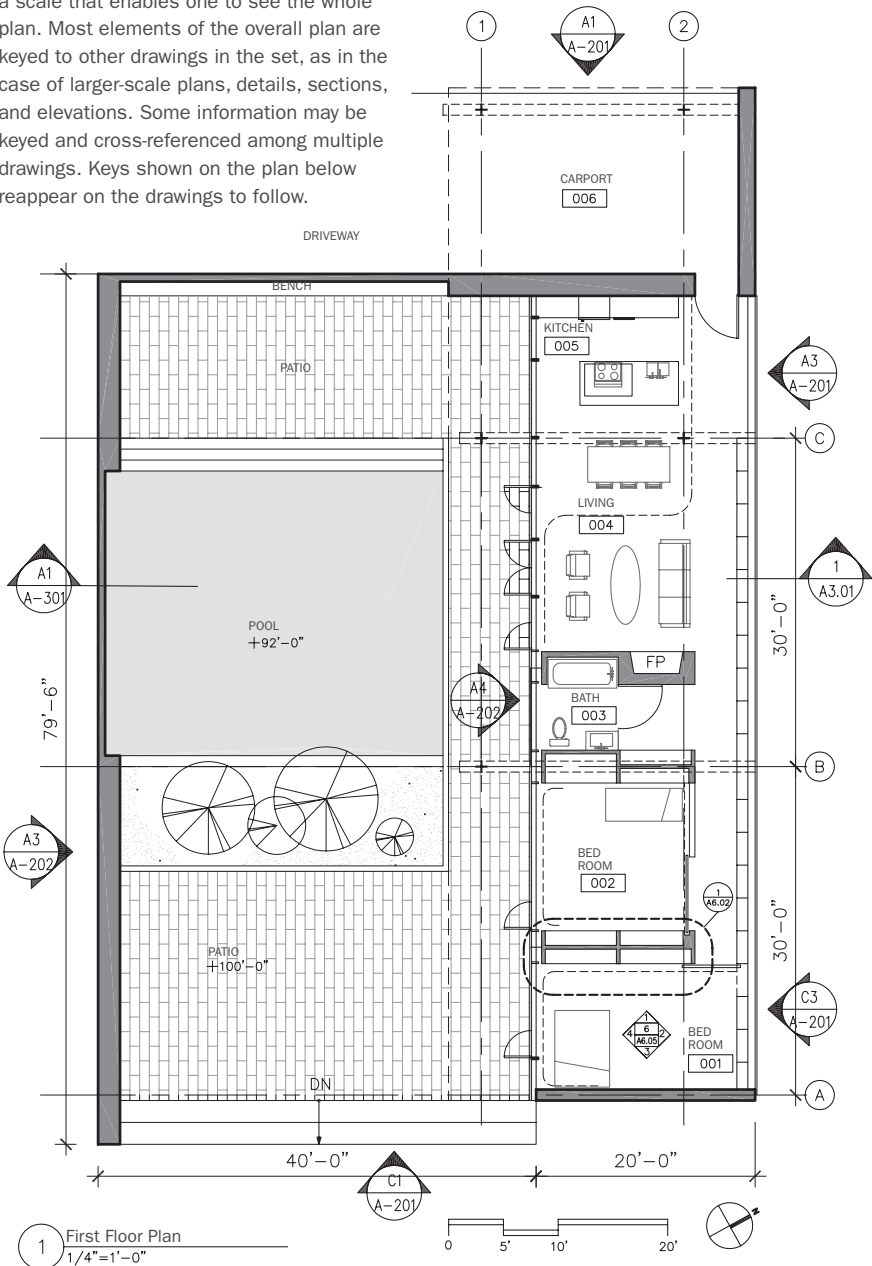 a scale that enables one to see the whole
plan. Most elements of the overall plan are
keyed to other drawings in the set, as in the
case of larger-scale plans, details, sections,
and elevations. Some information may be
keyed and cross-referenced among multiple
drawings. Keys shown on the plan below
reappear on the drawings to follow.
1
A1
A-201
2
CARPORT
006
DRIVEWAY
BENCH
KITCHEN
005
PATIO
A3
A-201
C
LIVING
004
A1
A-301
1
A3.01
POOL
+92'-0"
30'-0"
FP
79'-6"
A4
A-202
BATH
003
B
A3
A-202
BED
ROOM
002
1
A6.02
PATIO
+100'-0"
30'-0"
C3
A-201
1
4
6
2
A6.05
3
BED
ROOM
001
DN
A
40'-0"
20'-0"
C1
A-201
N
1
First Floor Plan
1/4"=1'-0"
0
5'
10'
20'